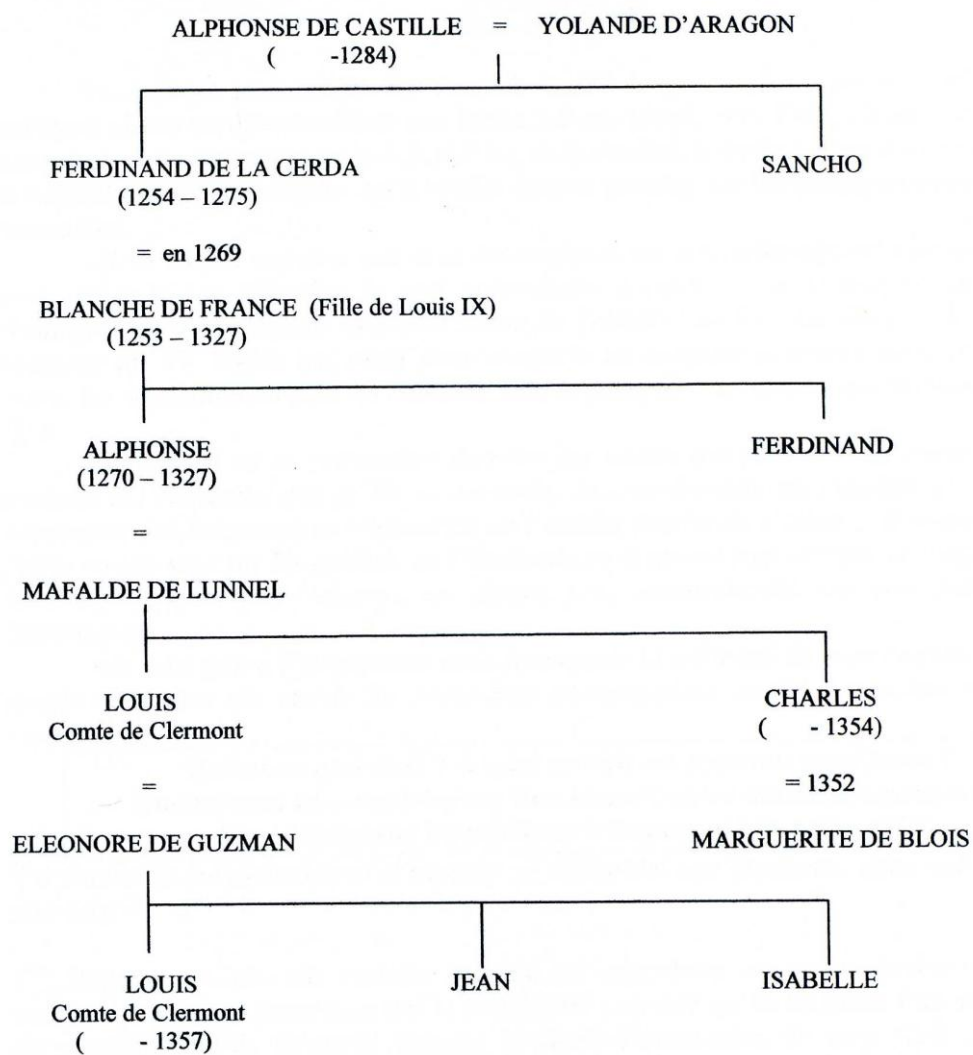 ALPHONSE DE CASTILLE = YOLANDE D'ARAGON
( -1284)
FERDINAND DE LA CERDA SANCHO
(1254 – 1275)
= en 1269
BLANCHE DE FRANCE (Fille de Louis IX)
(1253 – 1327)
ALPHONSE FERDINAND
(1270 – 1327)
=
MAFALDE DE LUNNEL
LOUIS CHARLES
Comte de Clermont ( - 1354)
= = 1352
ELEONORE DE GUZMAN MARGUERITE DE BLOIS
LOUIS JEAN ISABELLE
Comte de Clermont
( - 1357)